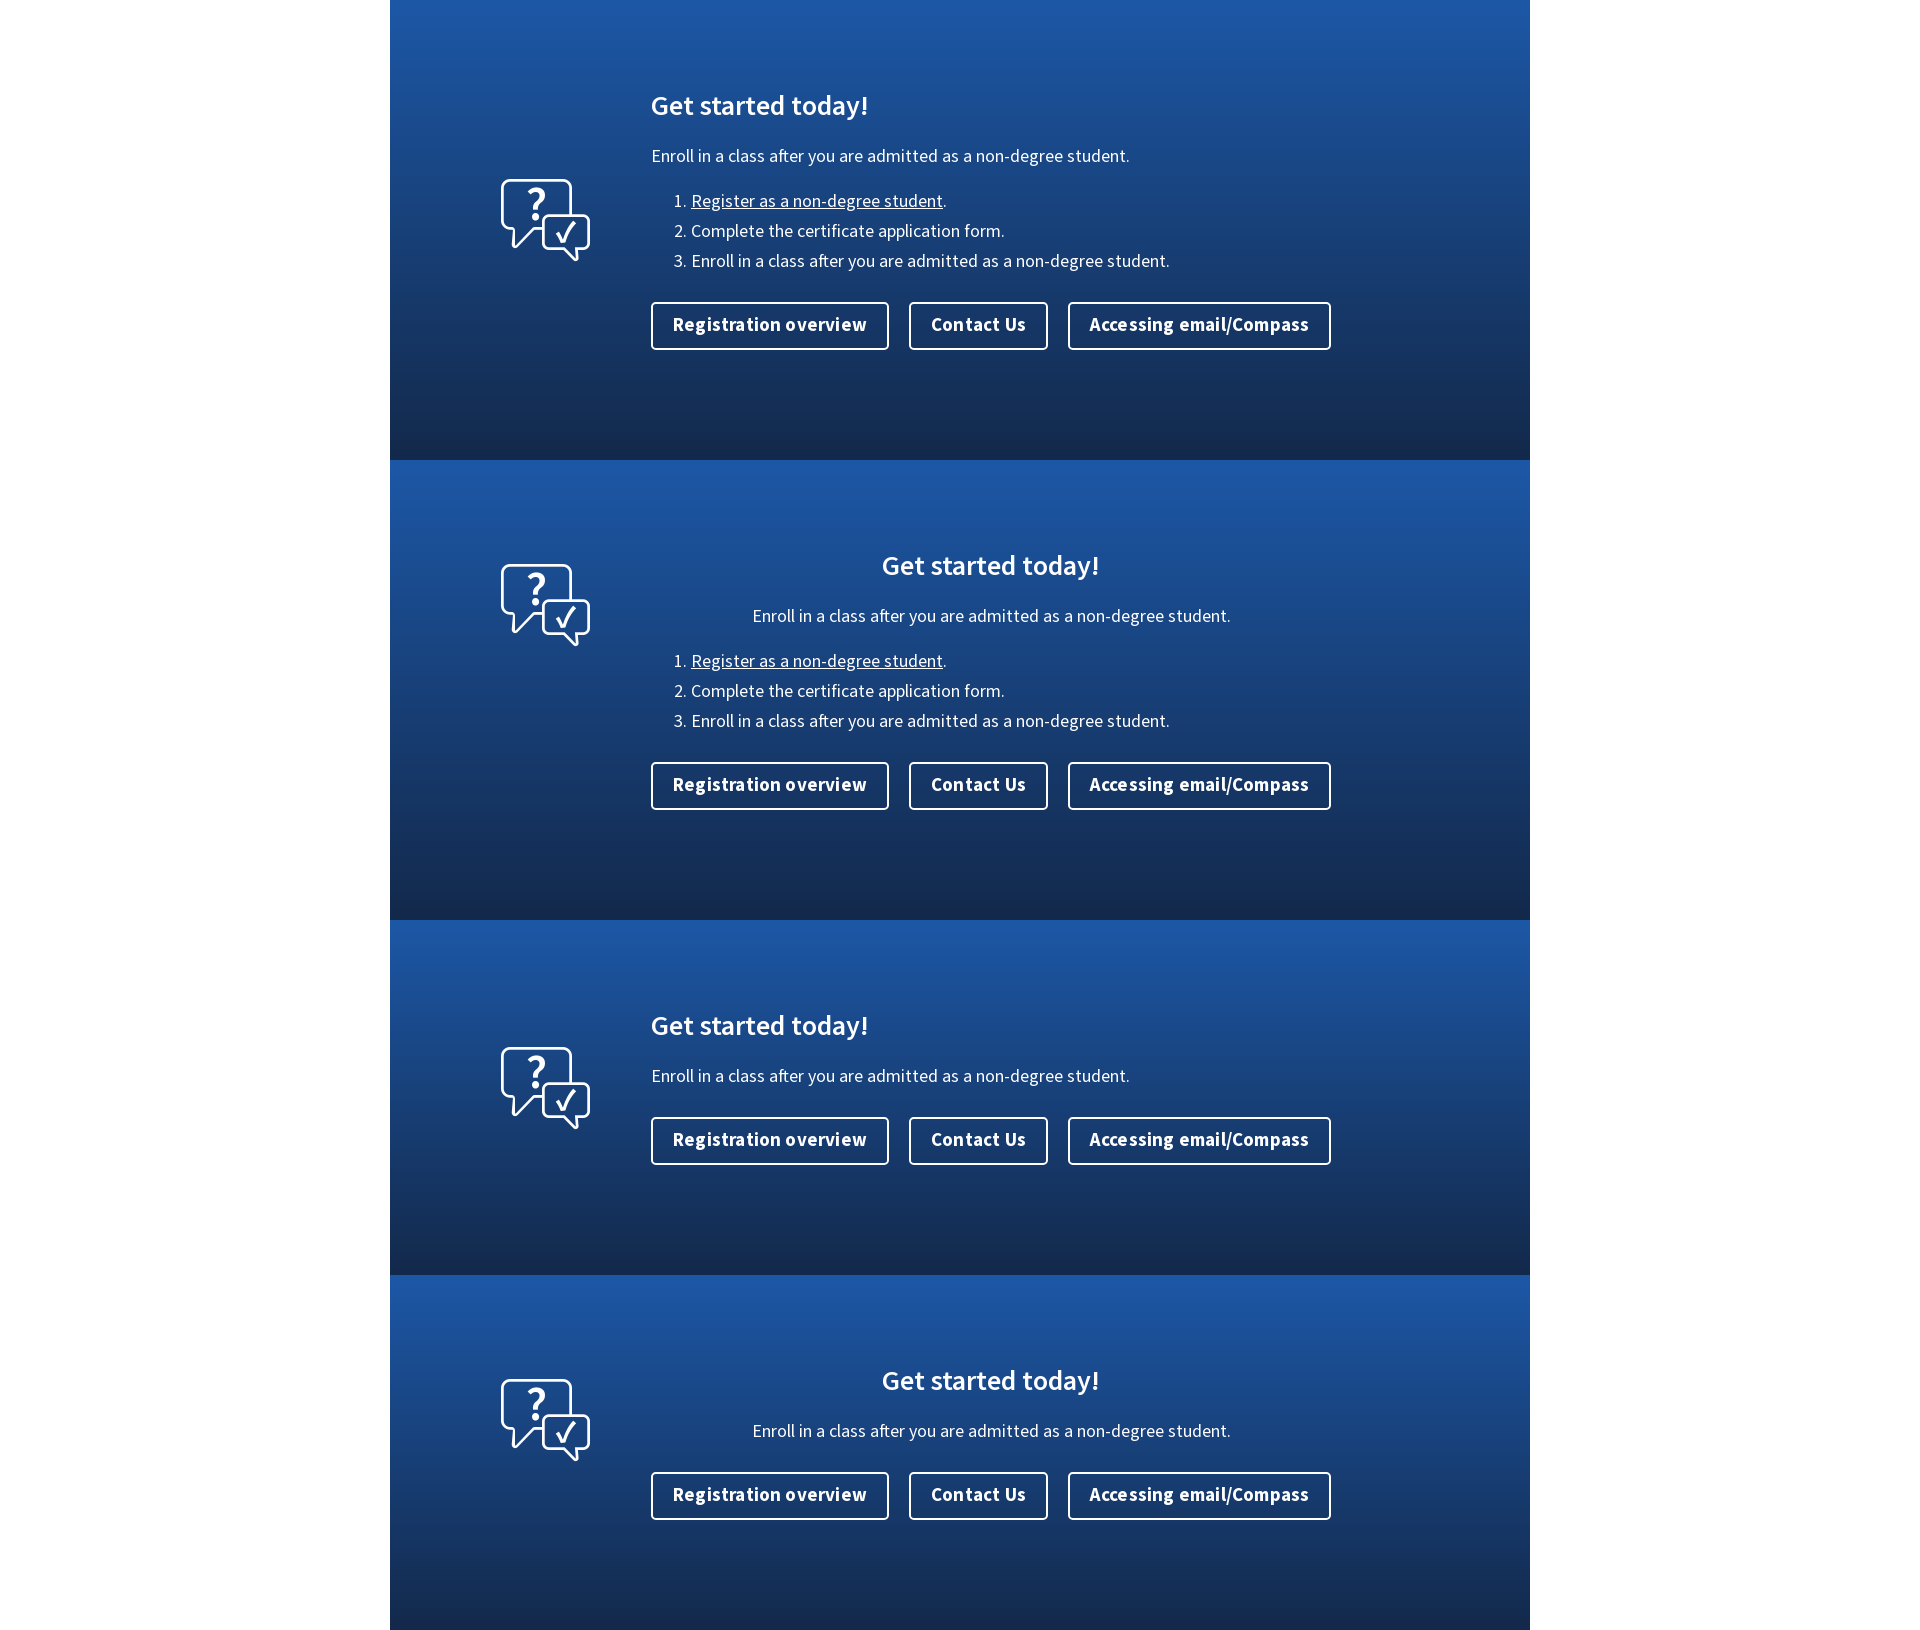 Get started today!
Enroll in a class after you are admitted as a non-degree student.
?
1. Register as a non-degree student.
2. Complete the certificate application form.
3. Enroll in a class after you are admitted as a non-degree student.
Registration overview Contact Us Accessing email/Compass
?
Get started today!
Enroll in a class after you are admitted as a non-degree student.
1. Register as a non-degree student.
2. Complete the certificate application form.
3. Enroll in a class after you are admitted as a non-degree student.
Registration overview Contact Us Accessing email/Compass
Get started today!
?
Enroll in a class after you are admitted as a non-degree student.
Registration overview Contact Us Accessing email/Compass
?
Get started today!
Enroll in a class after you are admitted as a non-degree student.
Registration overview Contact Us Accessing email/Compass